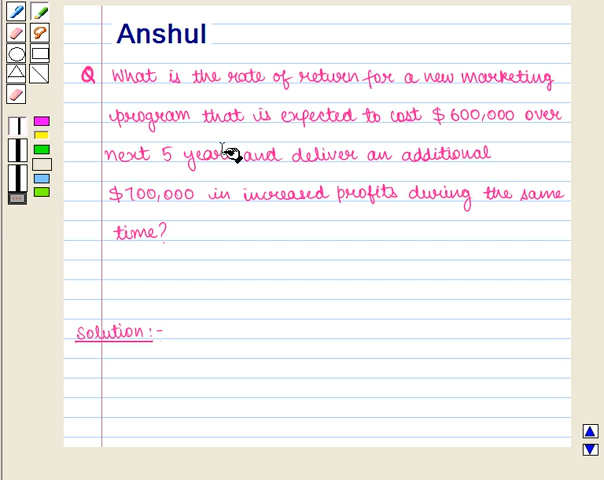 Anshul
Q What is the rate of return for a new marketing
program that is expected to cost $600,000 over
next 5 years and deliver an additional
$700,000 in increased profits during the same
time?
Solution:-